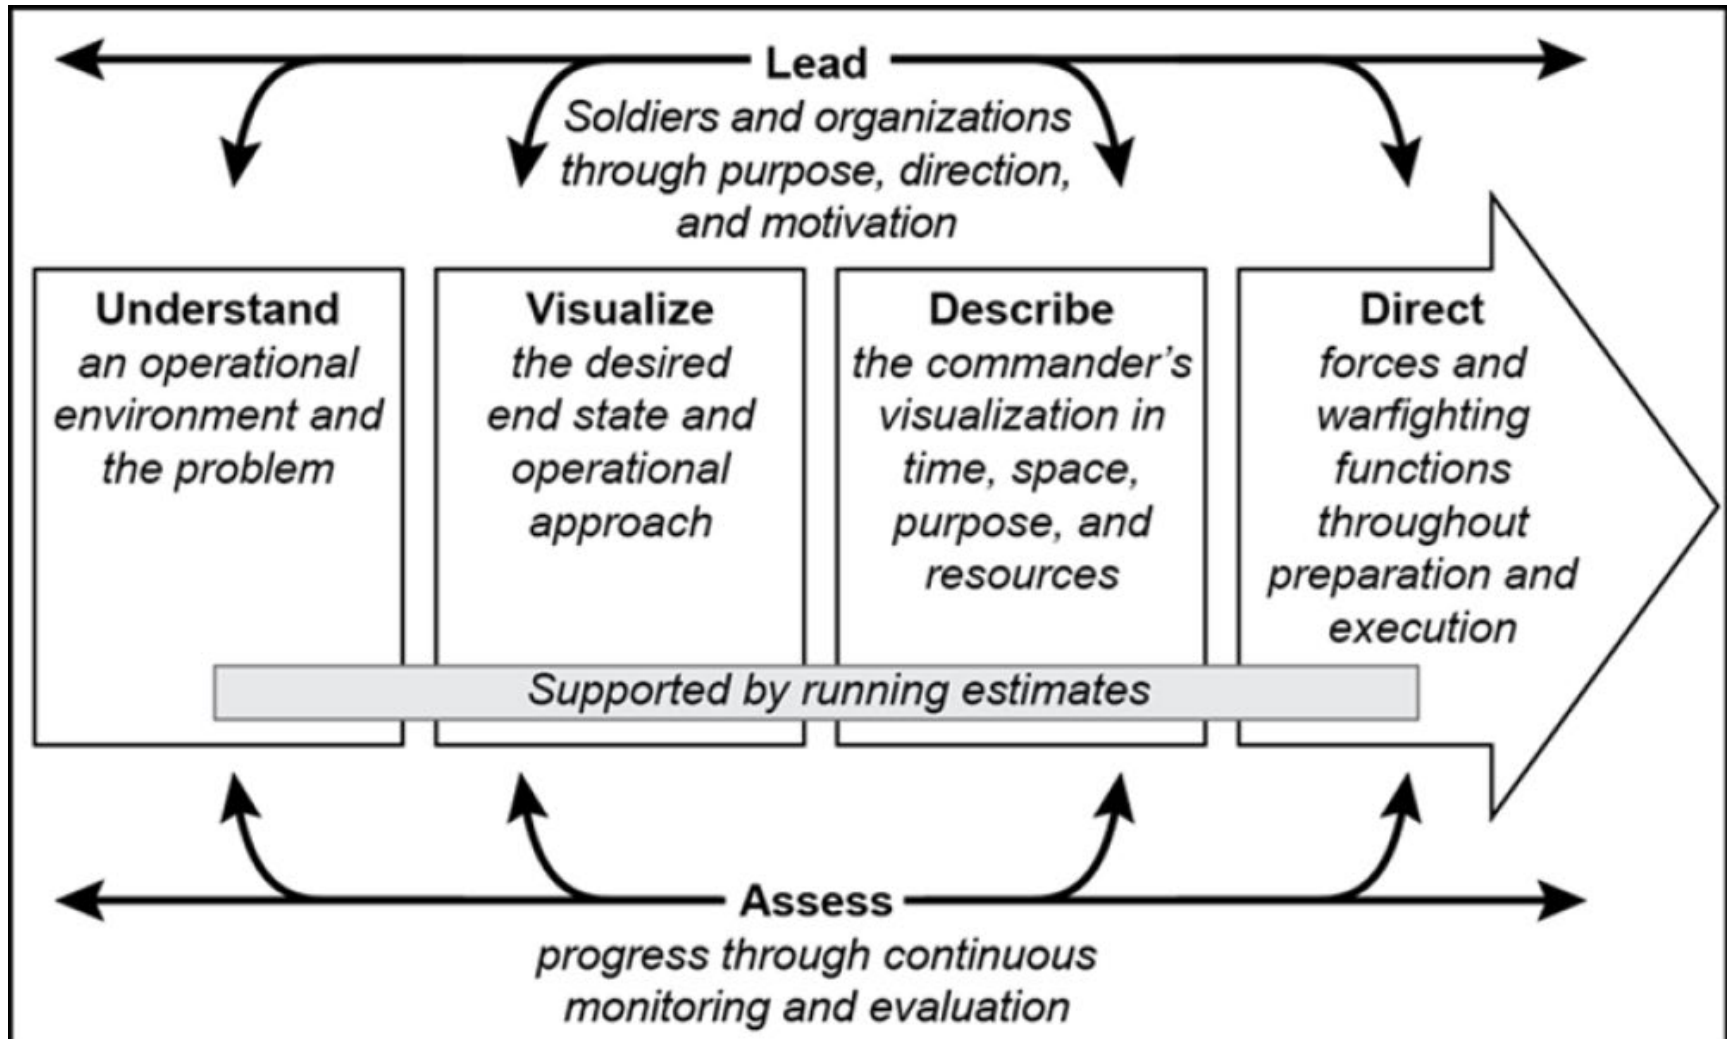 Lead
Soldiers and organizations
through purpose, direction,
and motivation
Understand
an operational
environment and
the problem
Visualize
the desired
end state and
operational
approach
Describe
the commander’s
visualization in
time, space,
purpose, and
resources
Direct
forces and
warfighting
functions
throughout
preparation and
execution
Supported by running estimates
Assess
progress through continuous
monitoring and evaluation